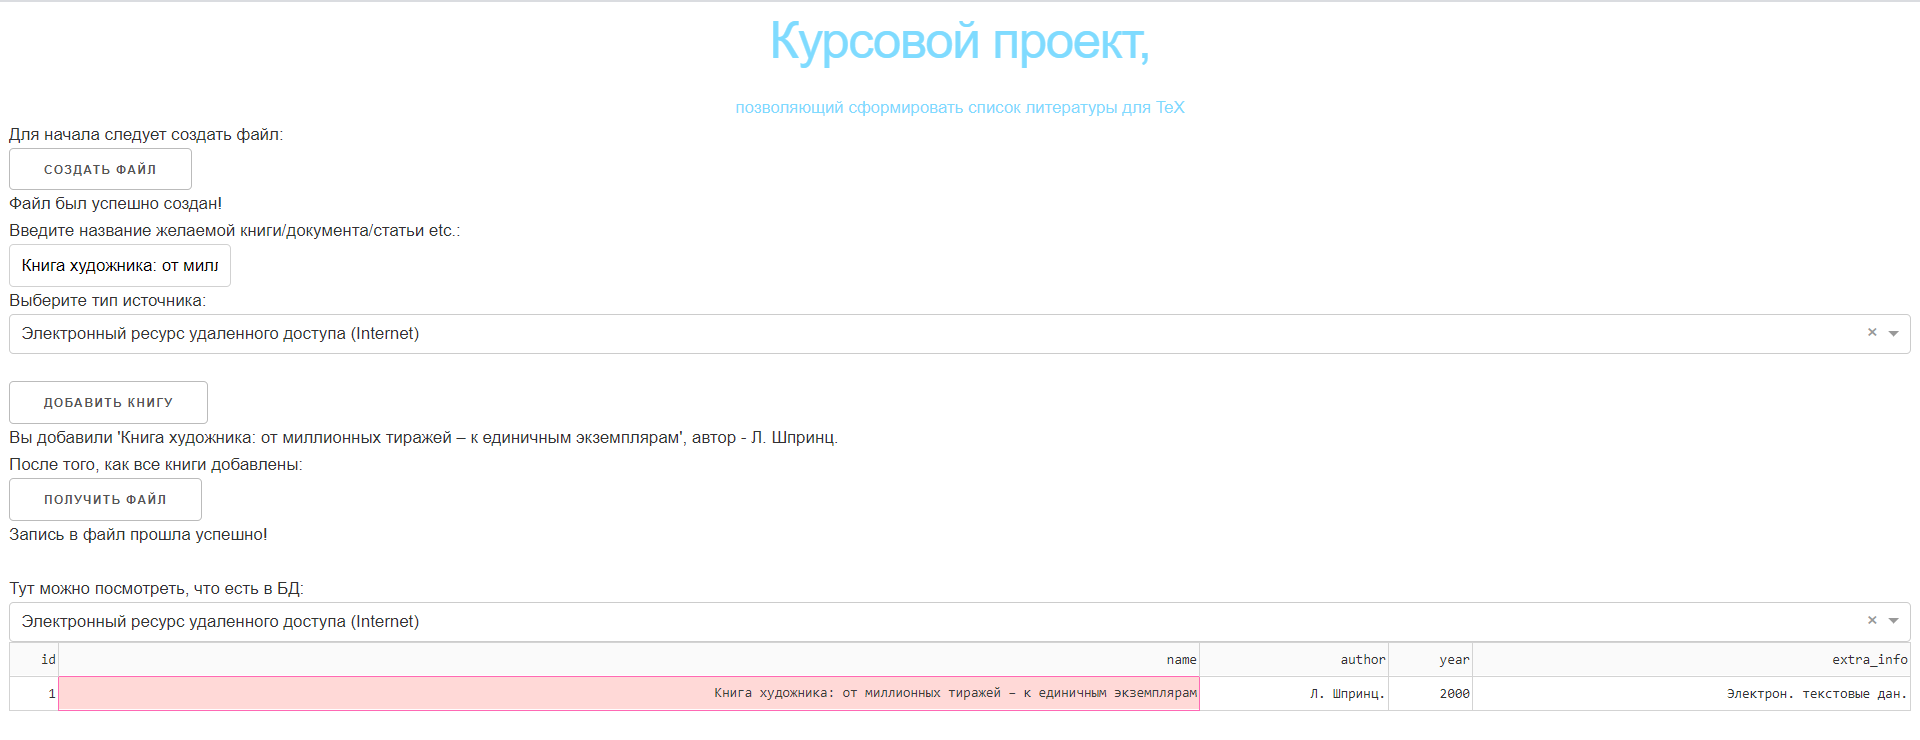 Курсовой проект,
позволяющий сформировать список литературы для TeX
Для начала следует создать файл:
СОЗДАТЬ ФАЙЛ
Файл был успешно создан!
Введите название желаемой книги/документа/статьи etc.:
Книга художника: от милл
Выберите тип источника:
Электронный ресурс удаленного доступа (Internet)
ДОБАВИТЬ КНИГУ
Вы добавили 'Книга художника: от миллионных тиражей – к единичным экземплярам', автор - Л. Шпринц.
После того, как все книги добавлены:
ПОЛУЧИТЬ ФАЙЛ
Запись в файл прошла успешно!
Тут можно посмотреть, что есть в БД:
Электронный ресурс удаленного доступа (Internet)
id name author year extra_info
1 Книга художника: от миллионных тиражей – к единичным экземплярам Л. Шпринц. 2000 Электрон. текстовые дан.